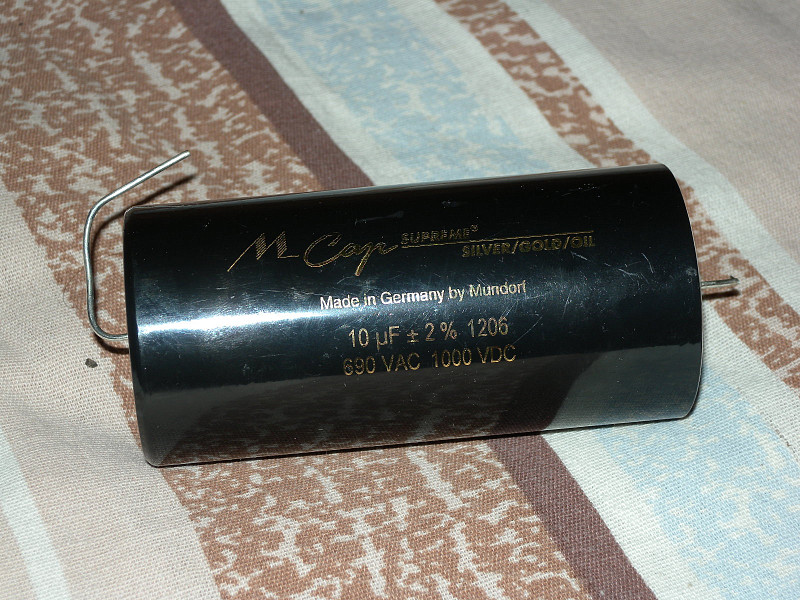 M Cap SUPREME®
SILVER/GOLD/OIL
Made in Germany by Mundorf
10 µF ± 2 % 1206
690 VAC 1000 VDC